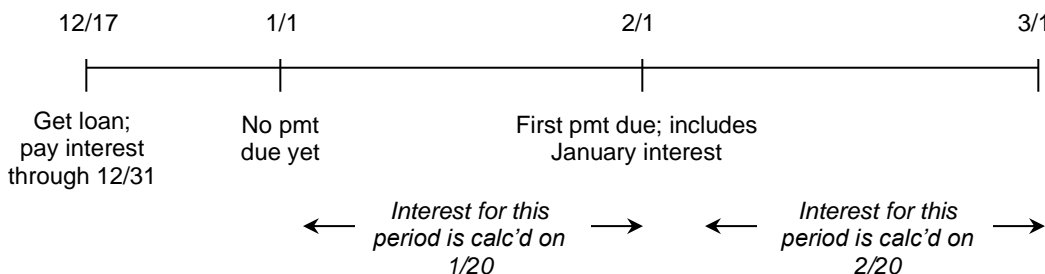 12/17
1/1
2/1
3/1
Get loan;
pay interest
through 12/31
No pmt
due yet
First pmt due; includes
January interest
Interest for this
period is calc’d on
1/20
Interest for this
period is calc’d on
2/20